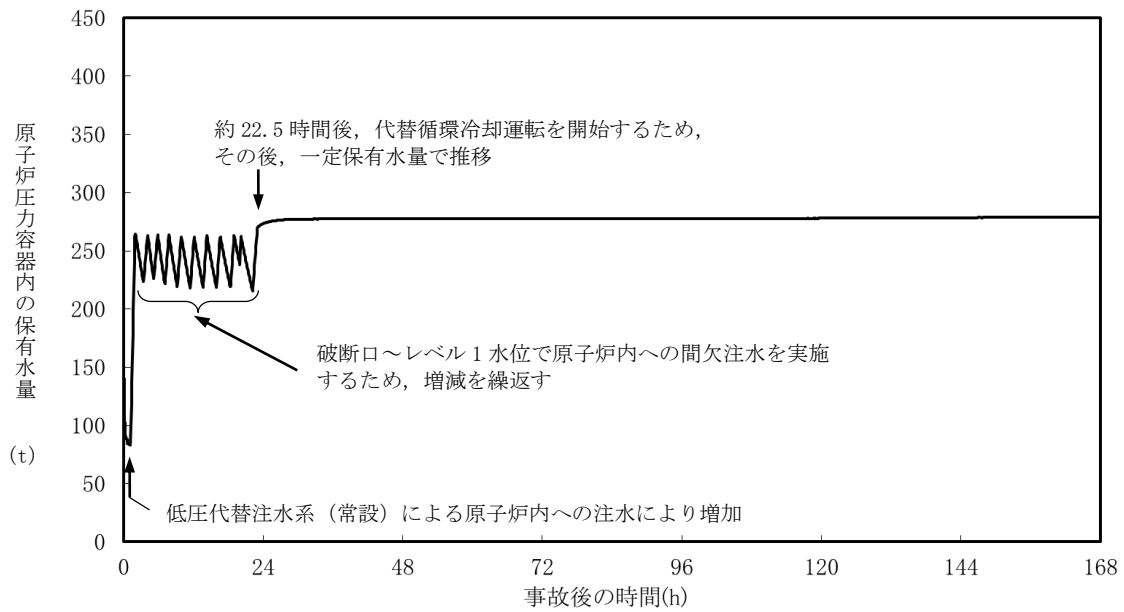 450
400
350
300
250
200
150
100
50
0
原子炉圧力容器内の保有水量
(t)
約 22.5 時間後，代替循環冷却運転を開始するため，
その後，一定保有水量で推移
破断口～レベル 1 水位で原子炉内への間欠注水を実施
するため，増減を繰返す
低圧代替注水系（常設）による原子炉内への注水により増加
0
24
48
72
96
120
144
168
事故後の時間(h)